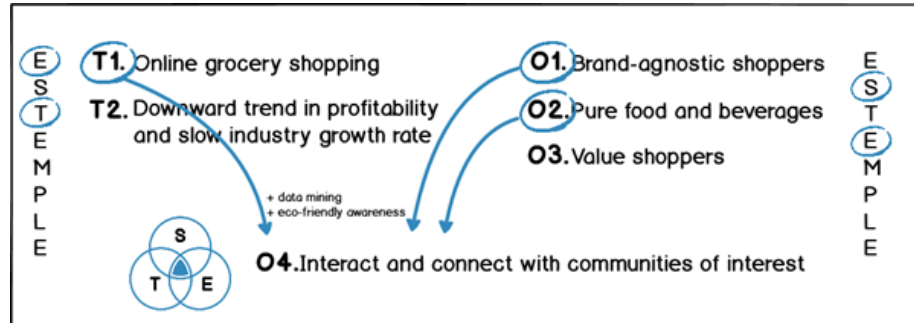 E
S
T
E
M
P
L
E
T1. Online grocery shopping
T2. Downward trend in profitability
and slow industry growth rate
O1. Brand-agnostic shoppers
O2. Pure food and beverages
O3. Value shoppers
E
S
T
E
M
P
L
E
+ data mining
+ eco-friendly awareness
S
T E
O4. Interact and connect with communities of interest